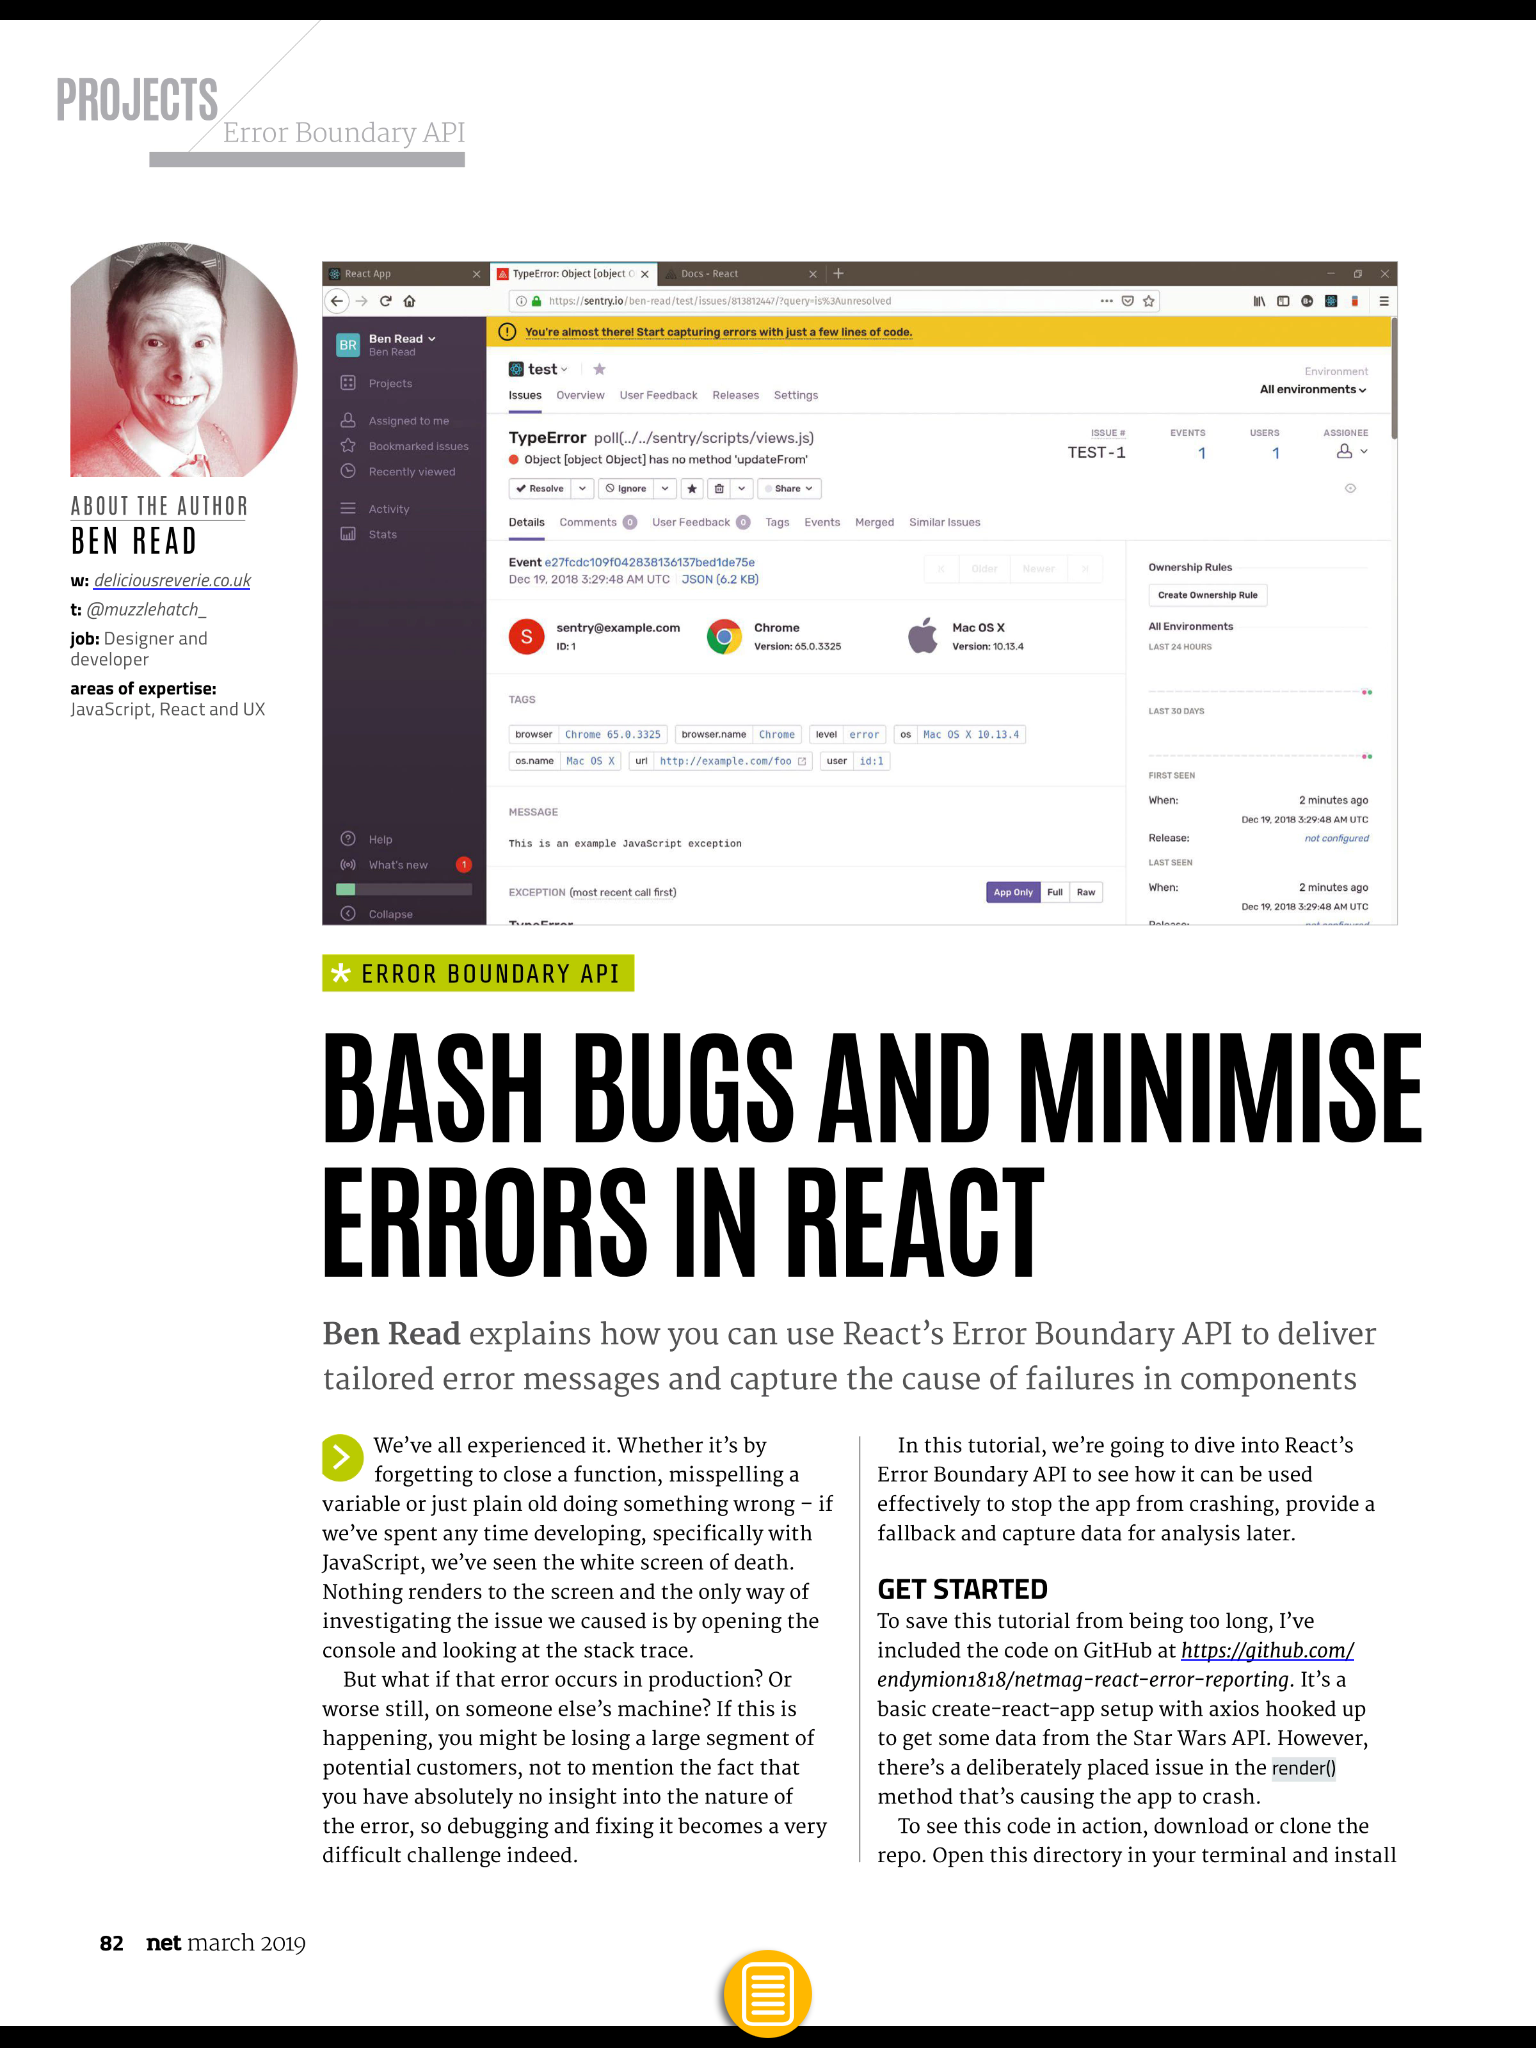 PROJECTS
Error Boundary API
ABOUT THE AUTHOR
BEN READ
w: deliciousreverie.co.uk
t: @muzzlehatch_
job: Designer and
developer
areas of expertise:
JavaScript, React and UX
React App
TypeError: Object [object O
Docs - React
https://sentry.io/ben-read/test/issues/813812447/?query=is%3Aunresolved
BR
Ben Read
Ben Read
Projects
Assigned to me
Bookmarked issues
Recently viewed
Activity
Stats
Help
What's new 1
Collapse
You're almost there! Start capturing errors with just a few lines of code.
test
Environment
All environments
Issues Overview User Feedback Releases Settings
TypeError poll(../../sentry/scripts/views.js)
Object [object Object] has no method 'updateFrom'
ISSUE # EVENTS USERS ASSIGNEE
TEST-1 1 1
Resolve Ignore Share
Details Comments 0 User Feedback 0 Tags Events Merged Similar Issues
Event e27fcdc109f042838136137bed1de75e
Dec 19, 2018 3:29:48 AM UTC JSON (6.2 KB)
Older Newer
S
sentry@example.com
ID: 1
Chrome
Version: 65.0.3325
Mac OS X
Version: 10.13.4
TAGS
browser Chrome 65.0.3325 browser.name Chrome level error os Mac OS X 10.13.4
os.name Mac OS X url http://example.com/foo user id:1
MESSAGE
This is an example JavaScript exception
EXCEPTION (most recent call first)
App Only Full Raw
TypeError
Ownership Rules
Create Ownership Rule
All Environments
LAST 24 HOURS
LAST 30 DAYS
FIRST SEEN
When: 2 minutes ago
Dec 19, 2018 3:29:48 AM UTC
Release: not configured
LAST SEEN
When: 2 minutes ago
Dec 19, 2018 3:29:48 AM UTC
Release: not configured
* ERROR BOUNDARY API
BASH BUGS AND MINIMISE
ERRORS IN REACT
Ben Read explains how you can use React's Error Boundary API to deliver
tailored error messages and capture the cause of failures in components
We've all experienced it. Whether it's by
forgetting to close a function, misspelling a
variable or just plain old doing something wrong – if
we've spent any time developing, specifically with
JavaScript, we've seen the white screen of death.
Nothing renders to the screen and the only way of
investigating the issue we caused is by opening the
console and looking at the stack trace.
But what if that error occurs in production? Or
worse still, on someone else's machine? If this is
happening, you might be losing a large segment of
potential customers, not to mention the fact that
you have absolutely no insight into the nature of
the error, so debugging and fixing it becomes a very
difficult challenge indeed.
In this tutorial, we're going to dive into React's
Error Boundary API to see how it can be used
effectively to stop the app from crashing, provide a
fallback and capture data for analysis later.
GET STARTED
To save this tutorial from being too long, I've
included the code on GitHub at https://github.com/
endymion1818/netmag-react-error-reporting. It's a
basic create-react-app setup with axios hooked up
to get some data from the Star Wars API. However,
there's a deliberately placed issue in the render()
method that's causing the app to crash.
To see this code in action, download or clone the
repo. Open this directory in your terminal and install
82 net march 2019